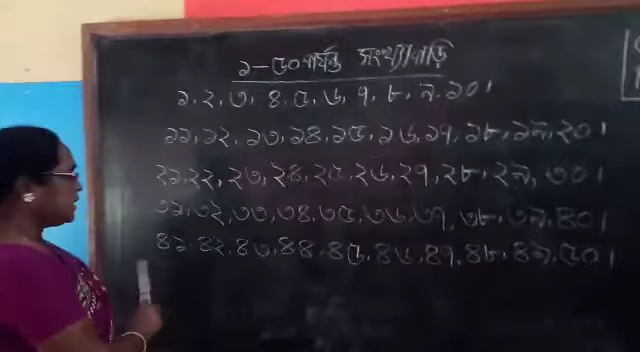 ১-৫০ পর্যন্ত সংখ্যা পড়ি
১, ২, ৩, ৪, ৫, ৬, ৭, ৮, ৯, ১০।
১১, ১২, ১৩, ১৪, ১৫, ১৬, ১৭, ১৮, ১৯, ২০।
২১, ২২, ২৩, ২৪, ২৫, ২৬, ২৭, ২৮, ২৯, ৩০।
৩১, ৩২, ৩৩, ৩৪, ৩৫, ৩৬, ৩৭, ৩৮, ৩৯, ৪০।
৪১, ৪২, ৪৩, ৪৪, ৪৫, ৪৬, ৪৭, ৪৮, ৪৯, ৫০।